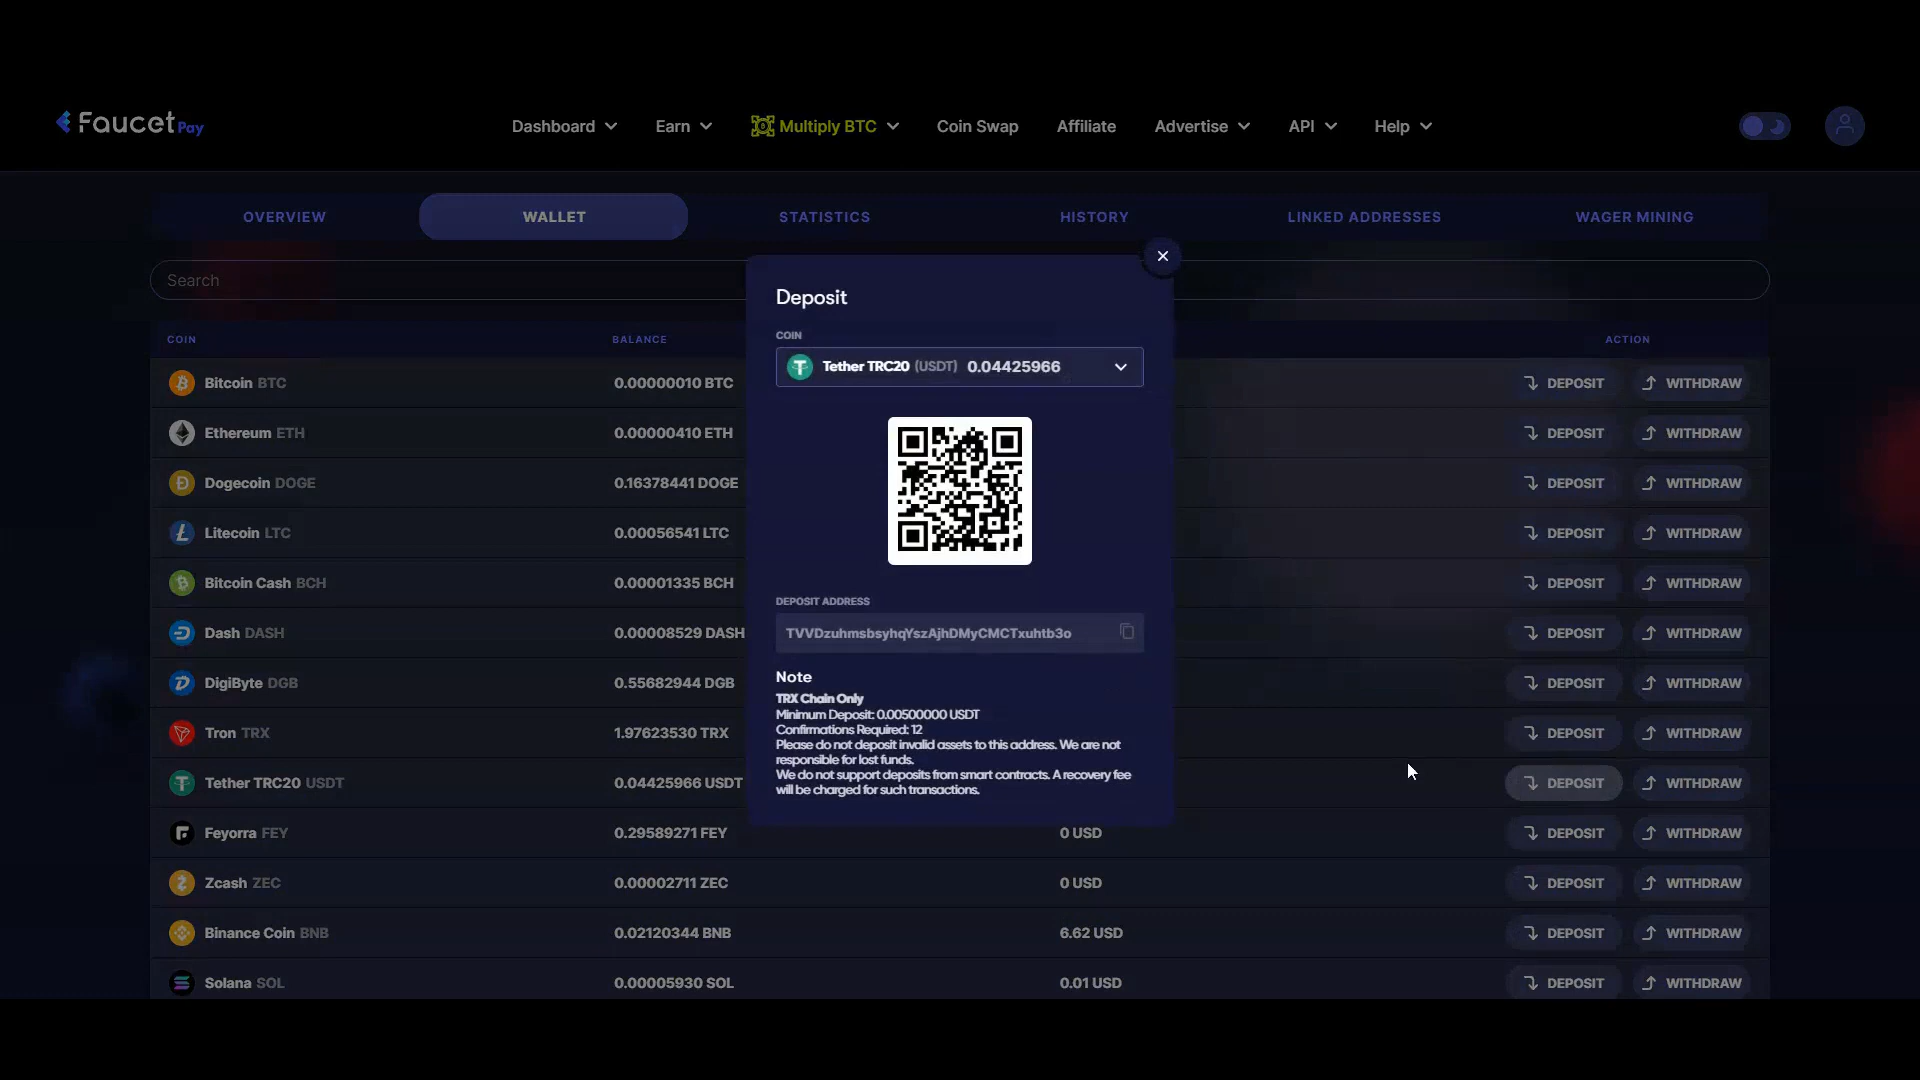 Faucet Pay
Dashboard Earn Multiply BTC Coin Swap Affiliate Advertise API Help
OVERVIEW WALLET STATISTICS HISTORY LINKED ADDRESSES WAGER MINING
Search
COIN BALANCE ACTION
Bitcoin BTC 0.00000010 BTC DEPOSIT WITHDRAW
Ethereum ETH 0.00000410 ETH DEPOSIT WITHDRAW
Dogecoin DOGE 0.16378441 DOGE DEPOSIT WITHDRAW
Litecoin LTC 0.00056541 LTC DEPOSIT WITHDRAW
Bitcoin Cash BCH 0.00001335 BCH DEPOSIT WITHDRAW
Dash DASH 0.00008529 DASH DEPOSIT WITHDRAW
DigiByte DGB 0.55682944 DGB DEPOSIT WITHDRAW
Tron TRX 1.97623530 TRX DEPOSIT WITHDRAW
Tether TRC20 USDT 0.04425966 USDT DEPOSIT WITHDRAW
Feyorra FEY 0.29589271 FEY 0 USD DEPOSIT WITHDRAW
Zcash ZEC 0.00002711 ZEC 0 USD DEPOSIT WITHDRAW
Binance Coin BNB 0.02120344 BNB 6.62 USD DEPOSIT WITHDRAW
Solana SOL 0.00005930 SOL 0.01 USD DEPOSIT WITHDRAW
Deposit
COIN
Tether TRC20 (USDT) 0.04425966
DEPOSIT ADDRESS
TVVDzuhmsbsyhqYszAjhDMyCMCTxuhtb3o
Note
TRX Chain Only
Minimum Deposit: 0.00500000 USDT
Confirmations Required: 12
Please do not deposit invalid assets to this address. We are not
responsible for lost funds.
We do not support deposits from smart contracts. A recovery fee
will be charged for such transactions.